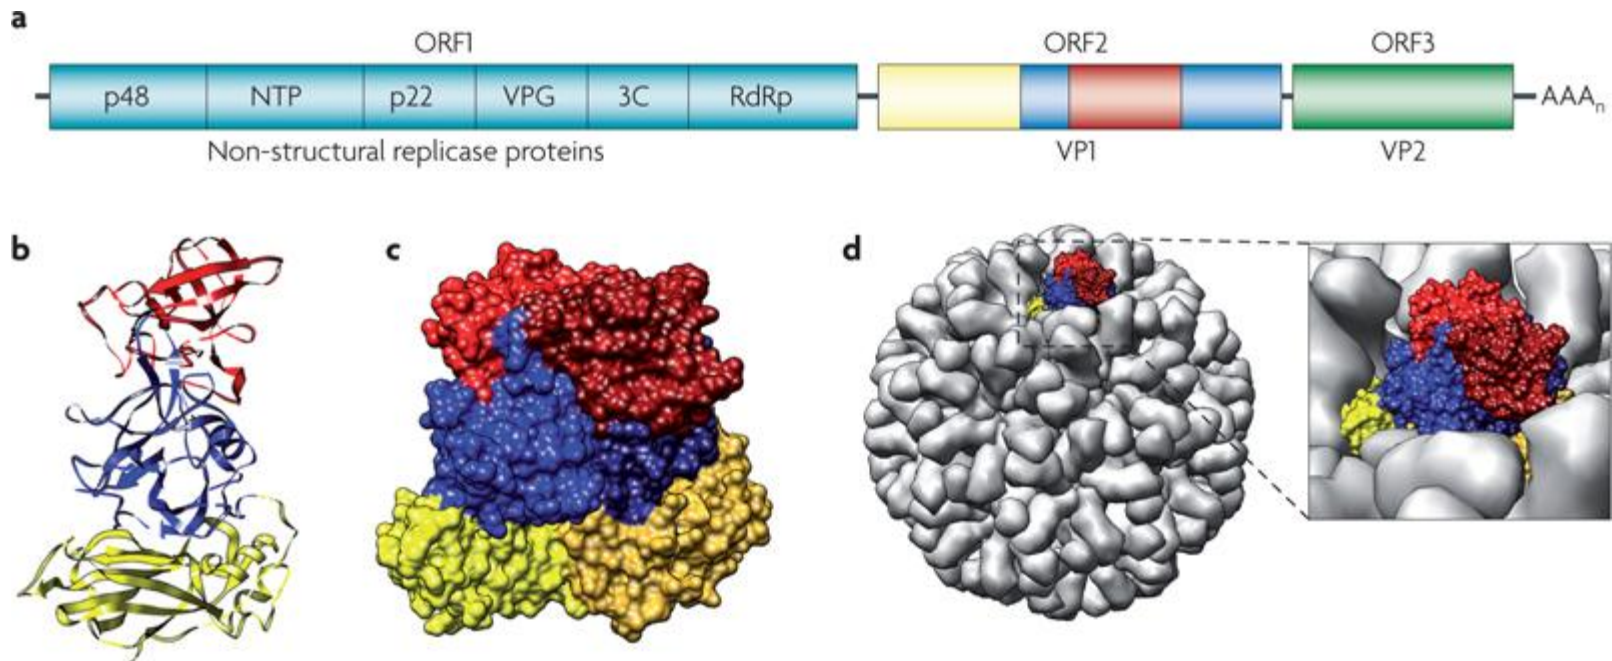 a
ORF1 ORF2 ORF3
p48 NTP p22 VPG 3C RdRp AAAn
Non-structural replicase proteins VP1 VP2
b c d